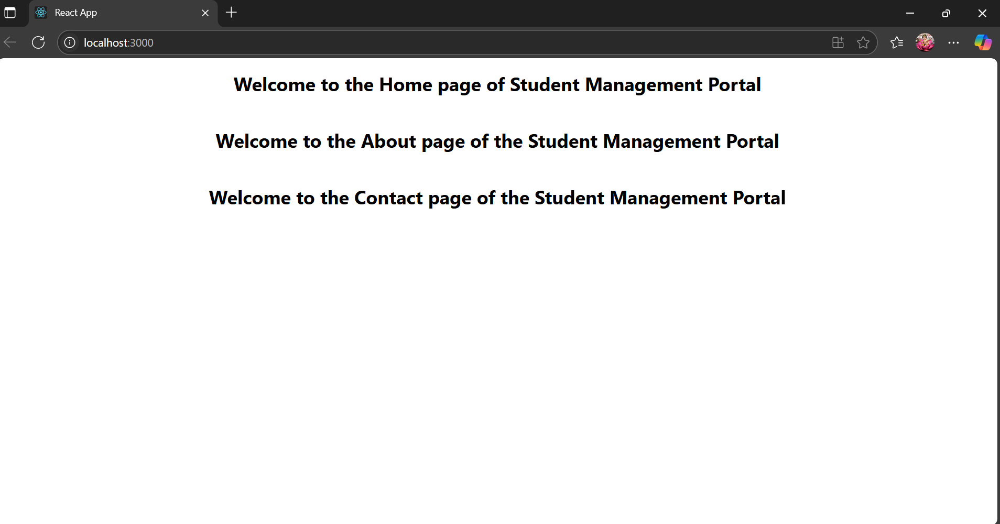 React App
localhost:3000
Welcome to the Home page of Student Management Portal
Welcome to the About page of the Student Management Portal
Welcome to the Contact page of the Student Management Portal